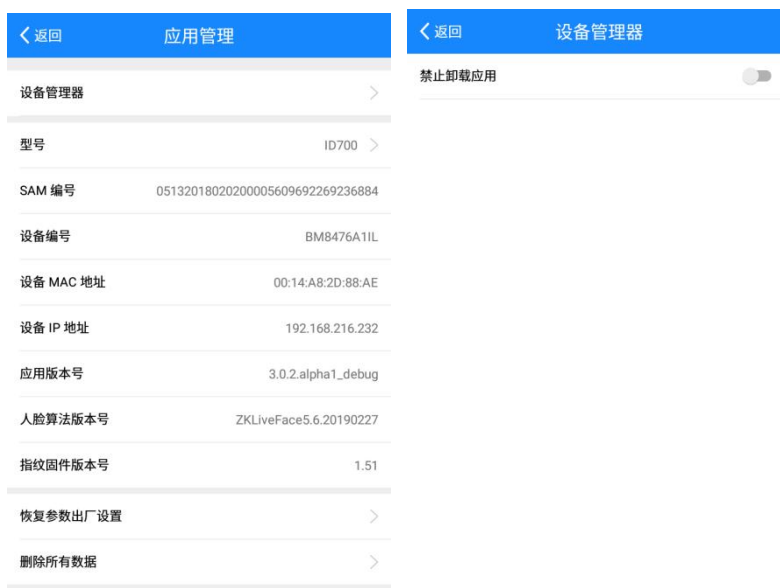 返回 应用管理
设备管理器
型号 ID700
SAM 编号 05132018020200005609692269236884
设备编号 BM8476A1IL
设备 MAC 地址 00:14:A8:2D:88:AE
设备 IP 地址 192.168.216.232
应用版本号 3.0.2.alpha1_debug
人脸算法版本号 ZKLiveFace5.6.20190227
指纹固件版本号 1.51
恢复参数出厂设置
删除所有数据
返回 设备管理器
禁止卸载应用